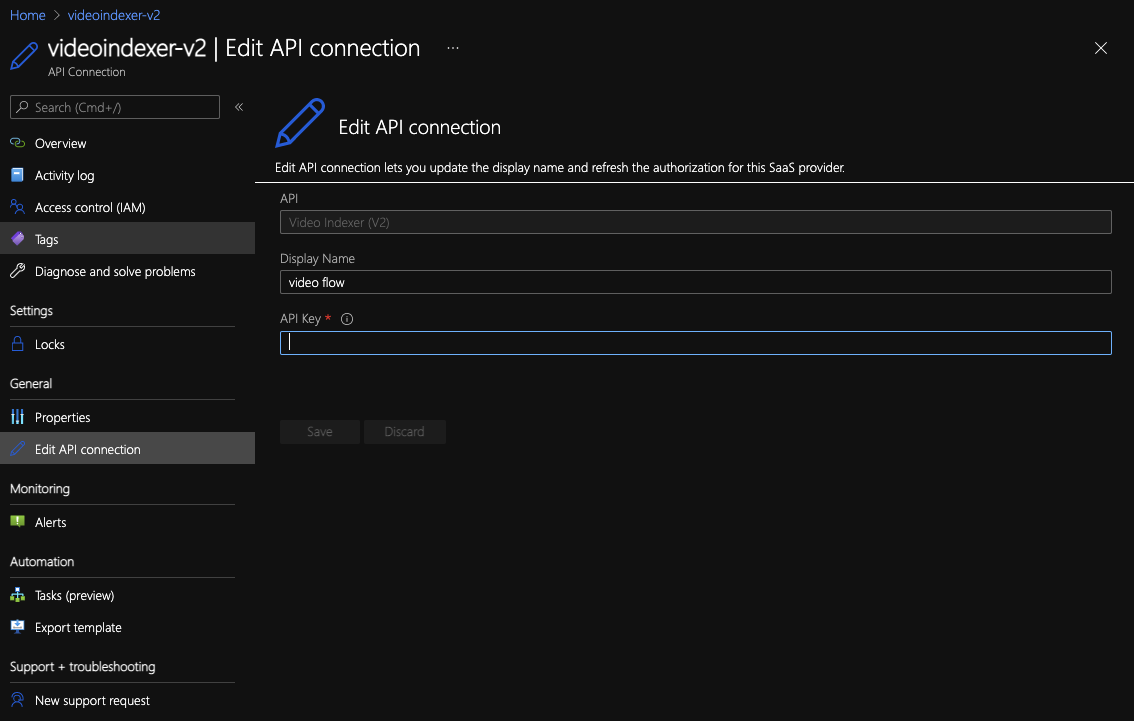 Home > videoindexer-v2
videoindexer-v2 | Edit API connection ...
API Connection
Search (Cmd+/) «
Overview
Activity log
Access control (IAM)
Tags
Diagnose and solve problems
Settings
Locks
General
Properties
Edit API connection
Monitoring
Alerts
Automation
Tasks (preview)
Export template
Support + troubleshooting
New support request
Edit API connection
Edit API connection lets you update the display name and refresh the authorization for this SaaS provider.
API
Video Indexer (V2)
Display Name
video flow
API Key *
Save Discard